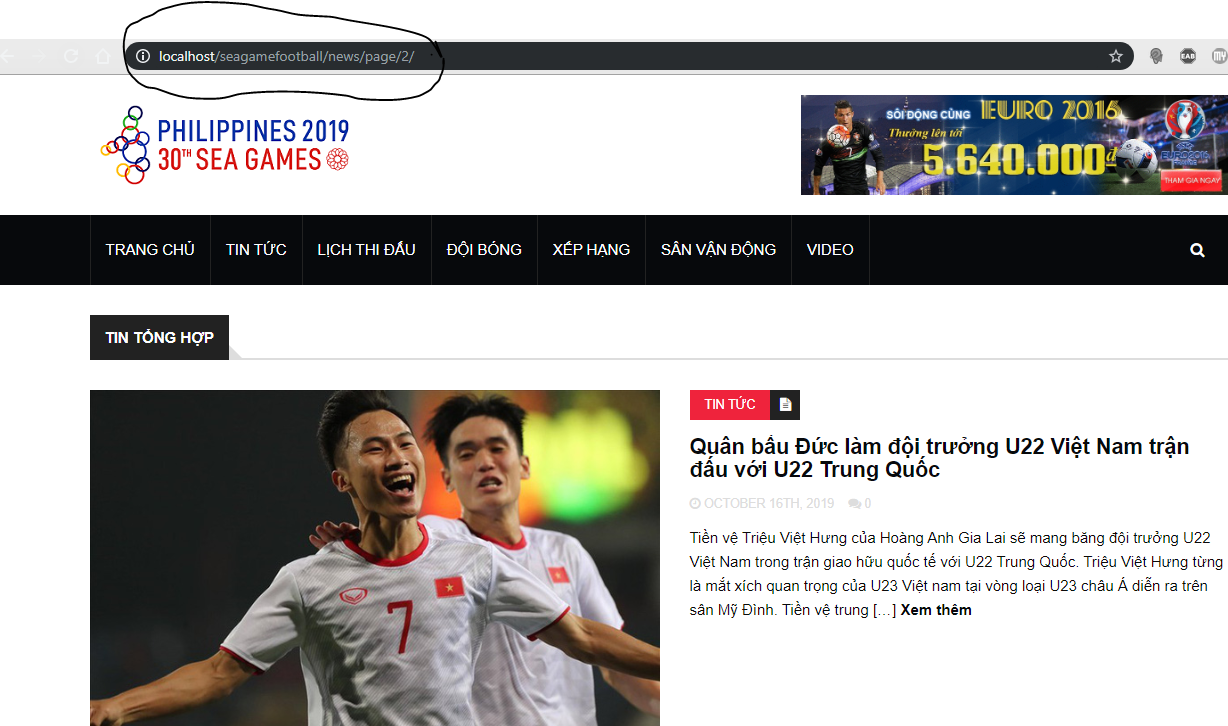 localhost/seagamefootball/news/page/2/
EAB
PHILIPPINES 2019
30TH SEA GAMES
SÔI ĐỘNG CÙNG EURO 2016
Thưởng lên tới
5.640.000đ
EURO2016
THAM GIA NGAY
TRANG CHỦ TIN TỨC LỊCH THI ĐẤU ĐỘI BÓNG XẾP HẠNG SÂN VẬN ĐỘNG VIDEO
TIN TỔNG HỢP
TIN TỨC
Quân bầu Đức làm đội trưởng U22 Việt Nam trận
đấu với U22 Trung Quốc
OCTOBER 16TH, 2019 0
Tiền vệ Triệu Việt Hưng của Hoàng Anh Gia Lai sẽ mang băng đội trưởng U22
Việt Nam trong trận giao hữu quốc tế với U22 Trung Quốc. Triệu Việt Hưng từng
là mắt xích quan trọng của U23 Việt nam tại vòng loại U23 châu Á diễn ra trên
sân Mỹ Đình. Tiền vệ trung […] Xem thêm
7